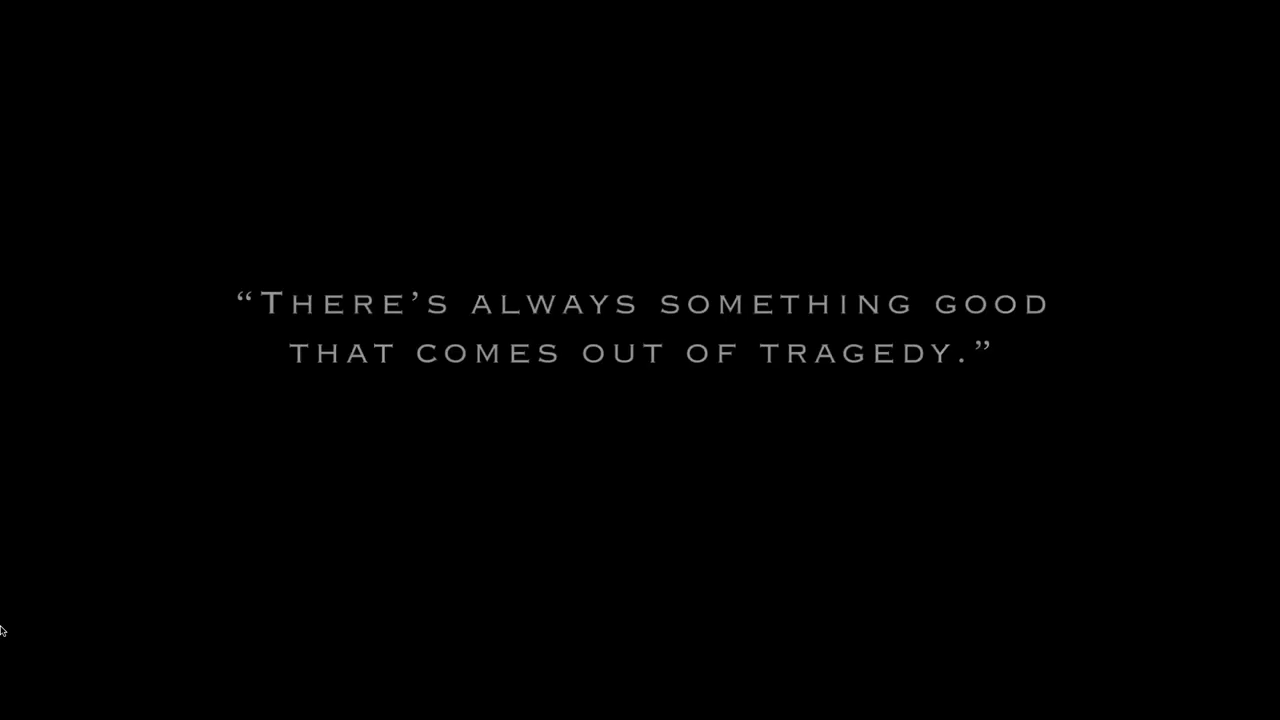 “There’s always something good
that comes out of tragedy.”